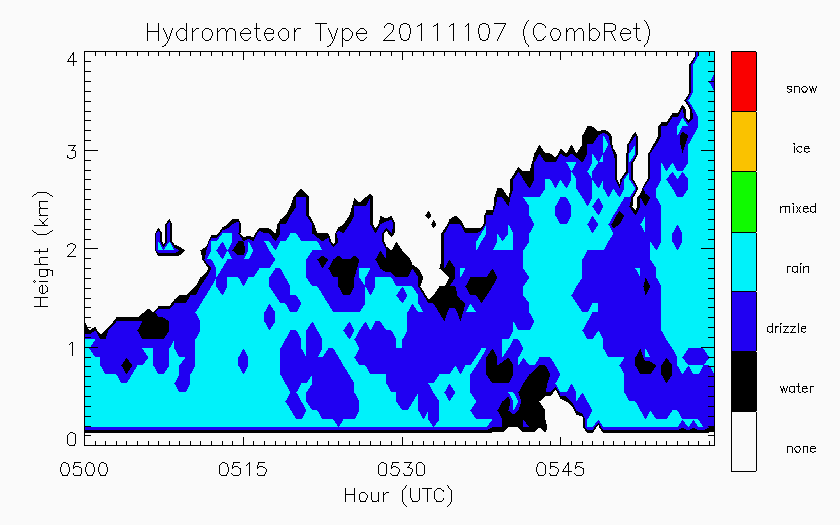 Hydrometeor Type 20111107 (CombRet)
4
3
2
1
0
Height (km)
0500 0515 0530 0545
Hour (UTC)
snow
ice
mixed
rain
drizzle
water
none